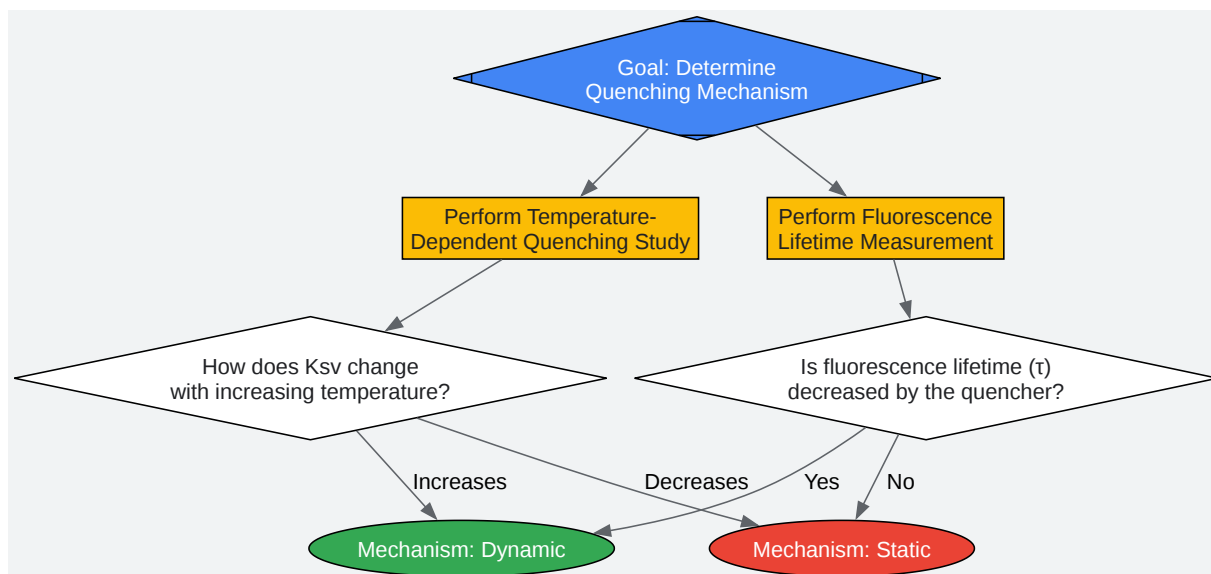 Goal: Determine
Quenching Mechanism
Perform Temperature-
Dependent Quenching Study
Perform Fluorescence
Lifetime Measurement
How does Ksv change
with increasing temperature?
Is fluorescence lifetime (τ)
decreased by the quencher?
Increases
Decreases
Yes
No
Mechanism: Dynamic
Mechanism: Static